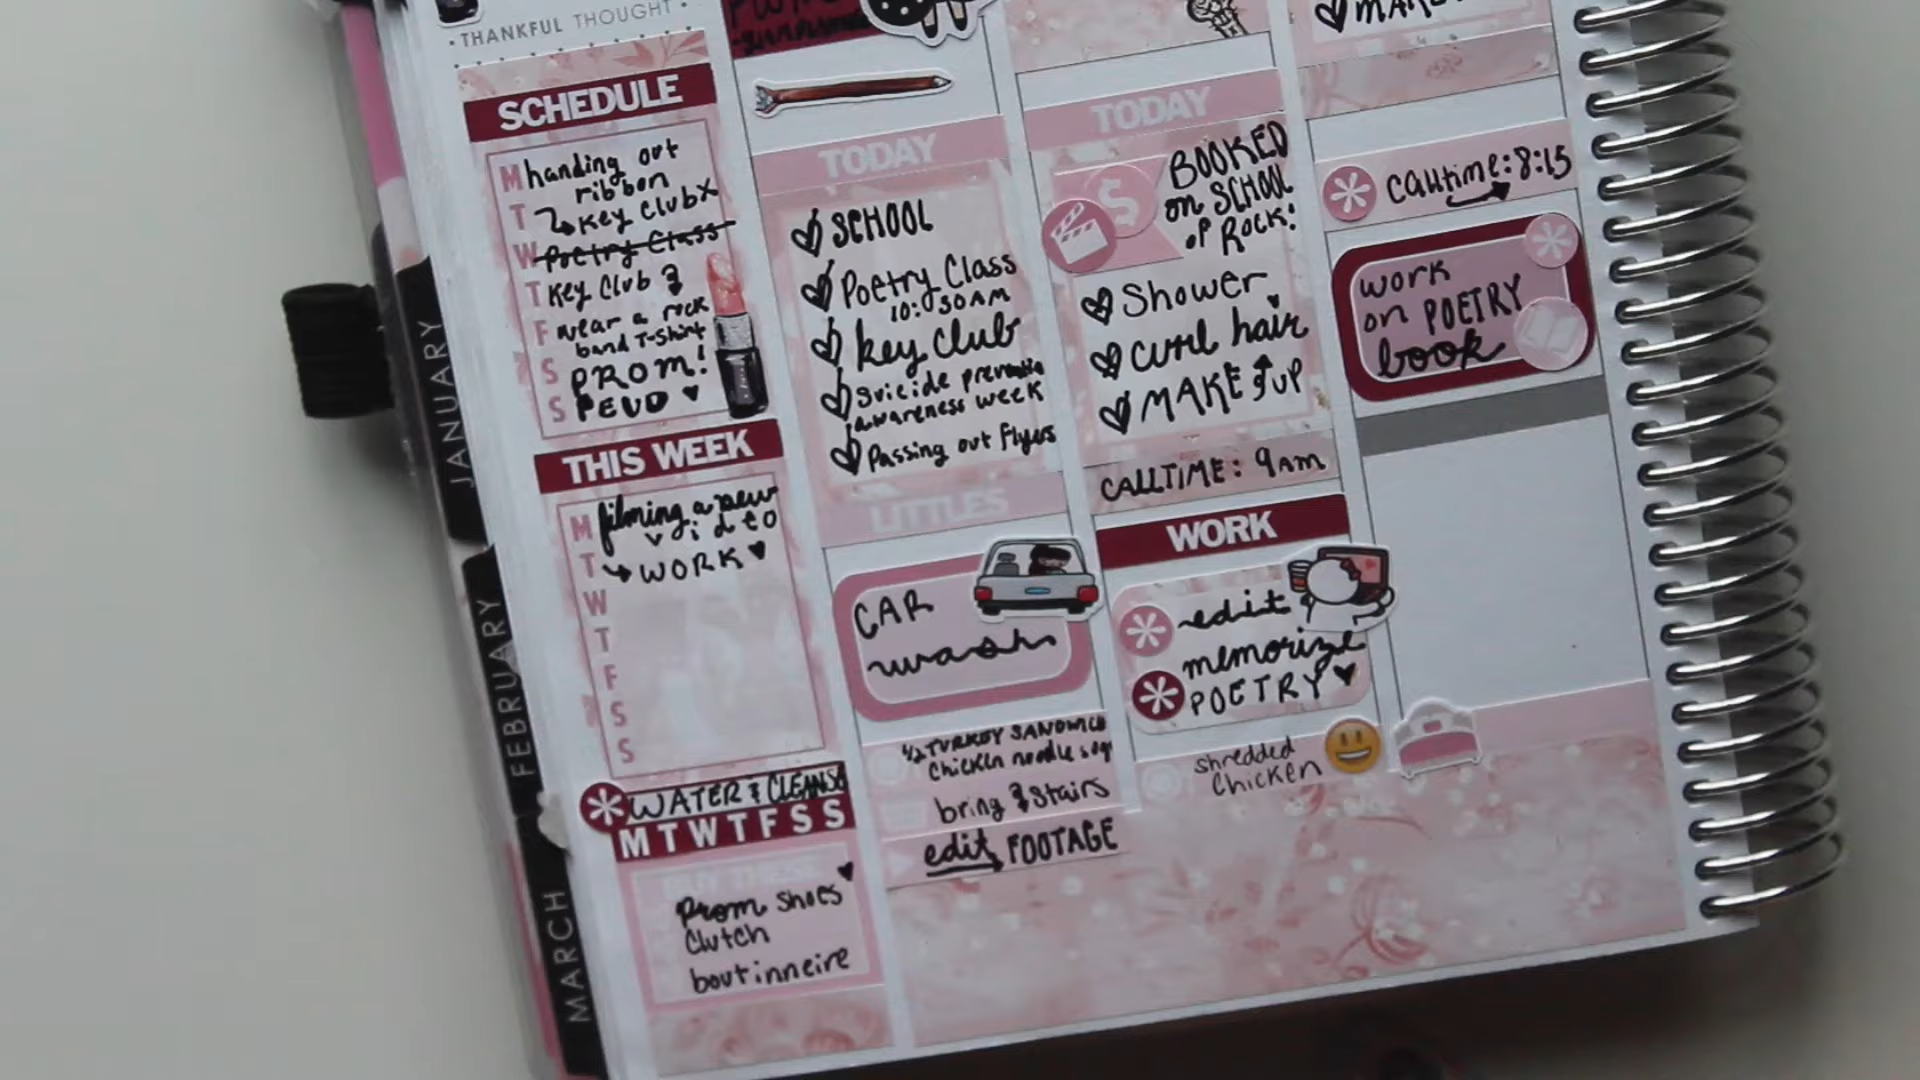 THANKFUL THOUGHT
SCHEDULE
M
T
W
T
F
S
S
handing out
ribbon
key club
Poetry Class
Key Club &
wear a rock
band T-shirt
PROM!
THIS WEEK
M
T
W
T
F
S
S
filming a new
video
WORK
WATER & CLEANSE
M T W T F S S
Prom shoes
Clutch
boutinneire
TODAY
SCHOOL
Poetry Class
10:30AM
key Club
Suicide prevention
awareness week
Passing out flyers
LITTLES
CAR
wash
1/2 TURKEY SANDWICH
Chicken noodle soup
bring & stairs
edit FOOTAGE
TODAY
$
BOOKED
on SCHOOL
OF
ROCK!
Shower
curl hair
MAKE UP
CALLTIME: 9AM
WORK
edit
memorize
POETRY
shredded
Chicken
Calltime: 8:15
work
on POETRY
book
JANUARY
FEBRUARY
MARCH